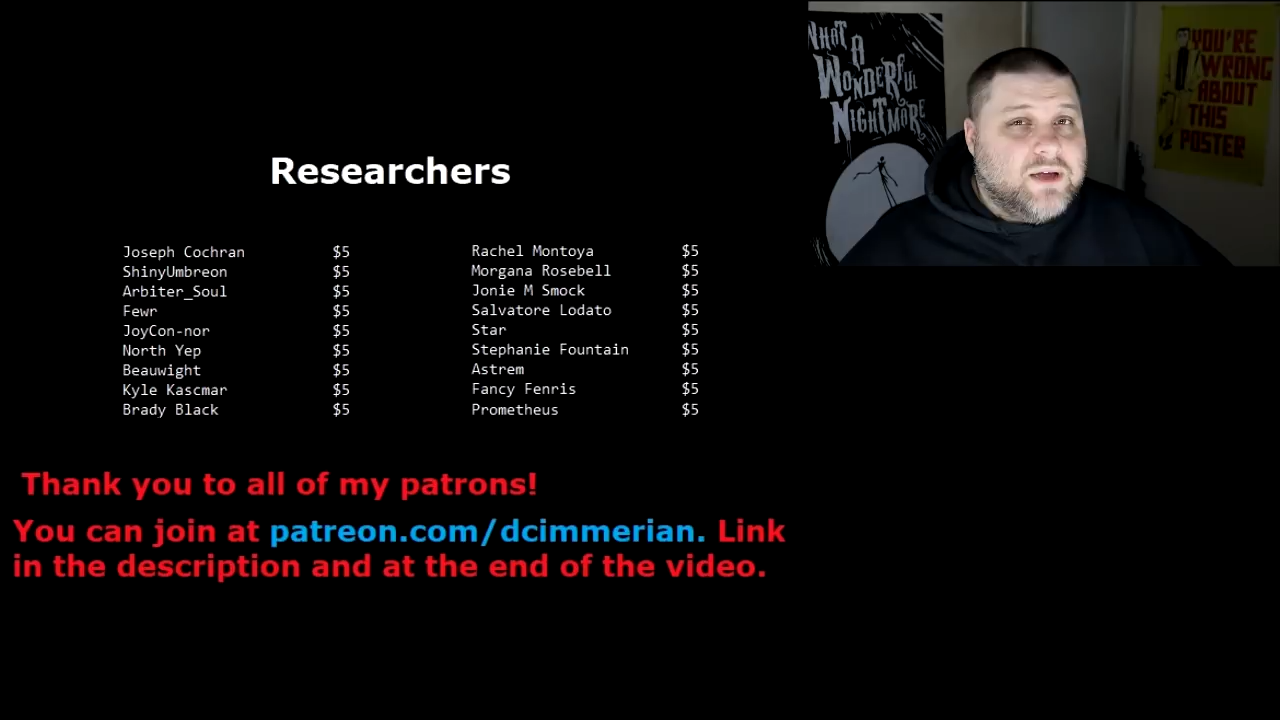 Researchers
Joseph Cochran $5
ShinyUmbreon $5
Arbiter_Soul $5
Fewr $5
JoyCon-nor $5
North Yep $5
Beauwight $5
Kyle Kascmar $5
Brady Black $5
Rachel Montoya $5
Morgana Rosebell $5
Jonie M Smock $5
Salvatore Lodato $5
Star $5
Stephanie Fountain $5
Astrem $5
Fancy Fenris $5
Prometheus $5
Thank you to all of my patrons!
You can join at patreon.com/dcimmerian. Link
in the description and at the end of the video.
WHAT
A
WONDERFUL
NIGHTMARE
YOU'RE
WRONG
ABOUT
THIS
POSTER